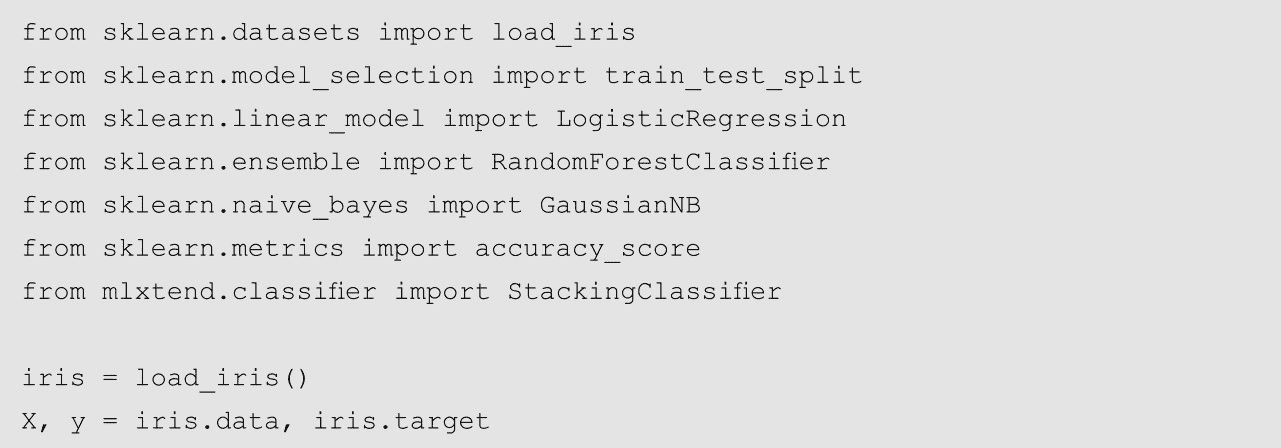 from sklearn.datasets import load_iris
from sklearn.model_selection import train_test_split
from sklearn.linear_model import LogisticRegression
from sklearn.ensemble import RandomForestClassifier
from sklearn.naive_bayes import GaussianNB
from sklearn.metrics import accuracy_score
from mlxtend.classifier import StackingClassifier

iris = load_iris()
X, y = iris.data, iris.target